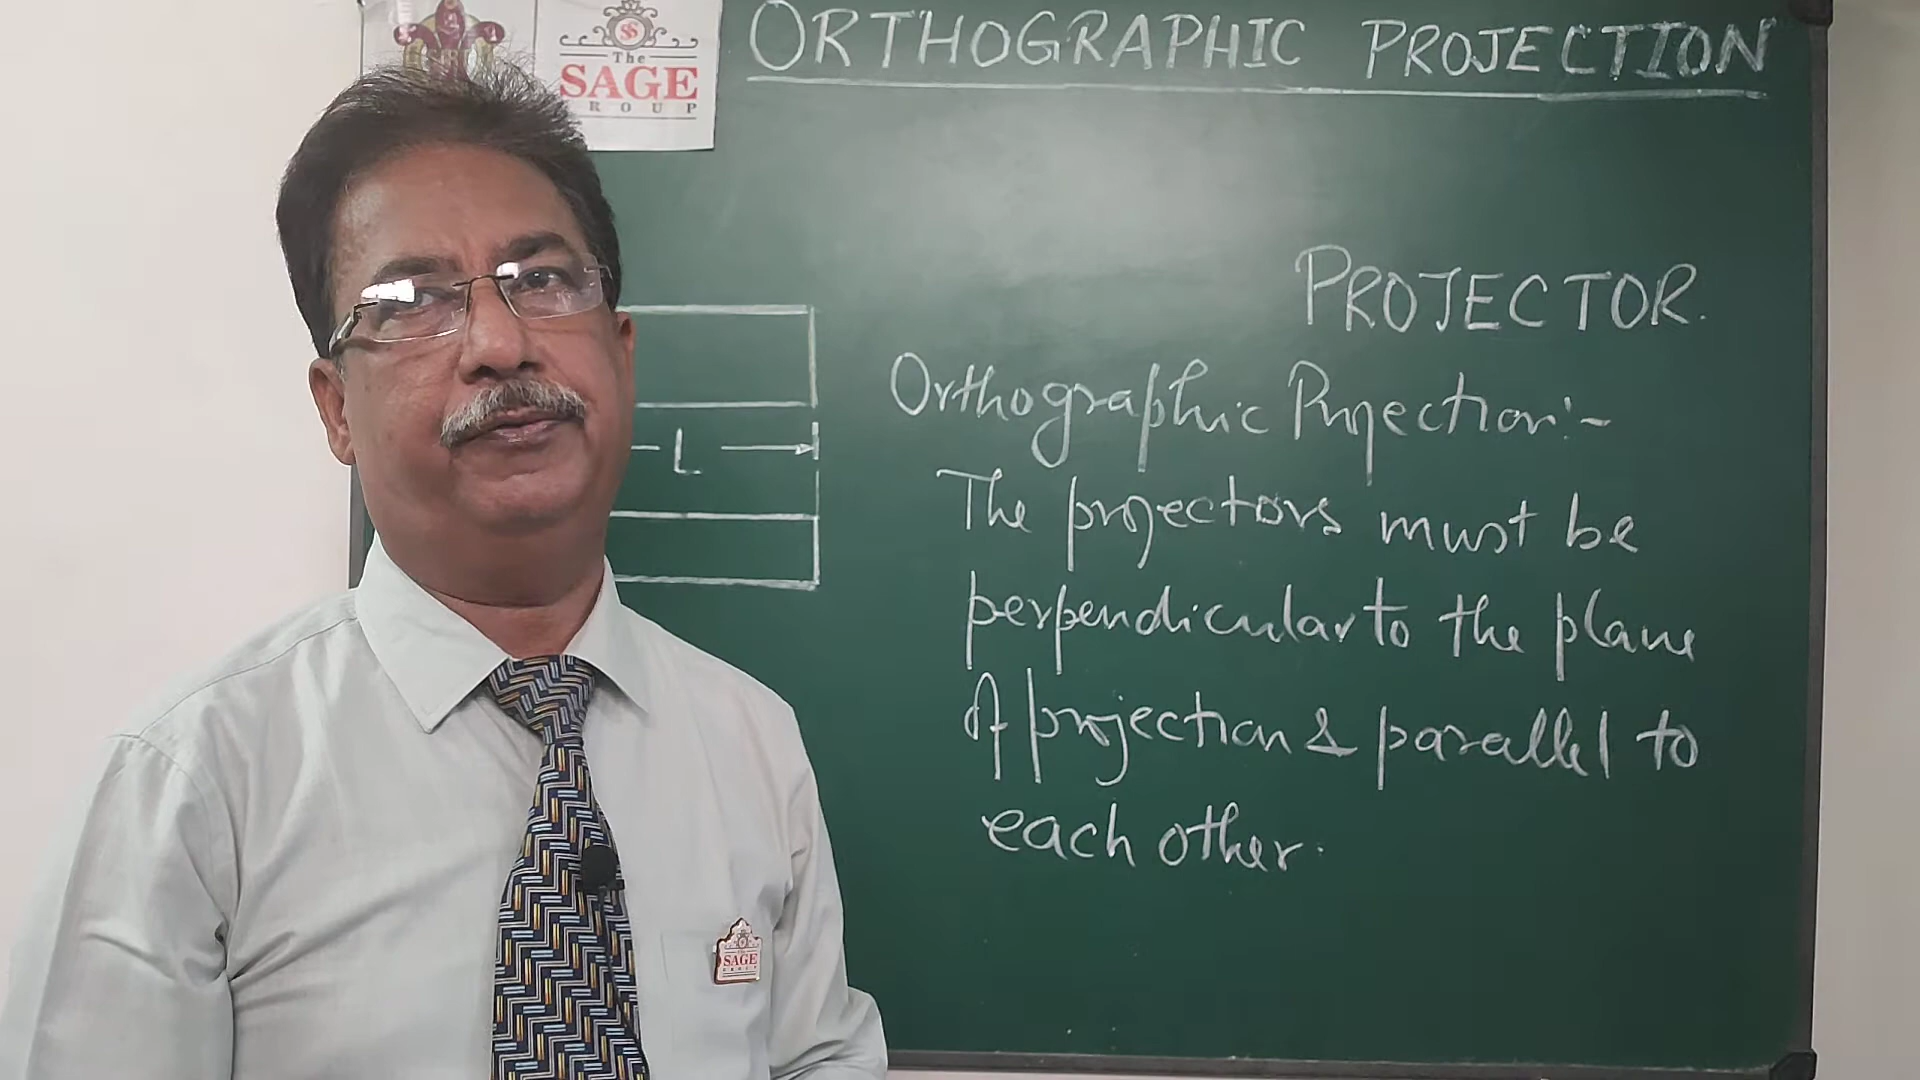 The
SAGE
GROUP
ORTHOGRAPHIC PROJECTION
PROJECTOR.
Orthographic Projection:-
L
The projectors must be
perpendicular to the plane
of projection & parallel to
each other.
SAGE